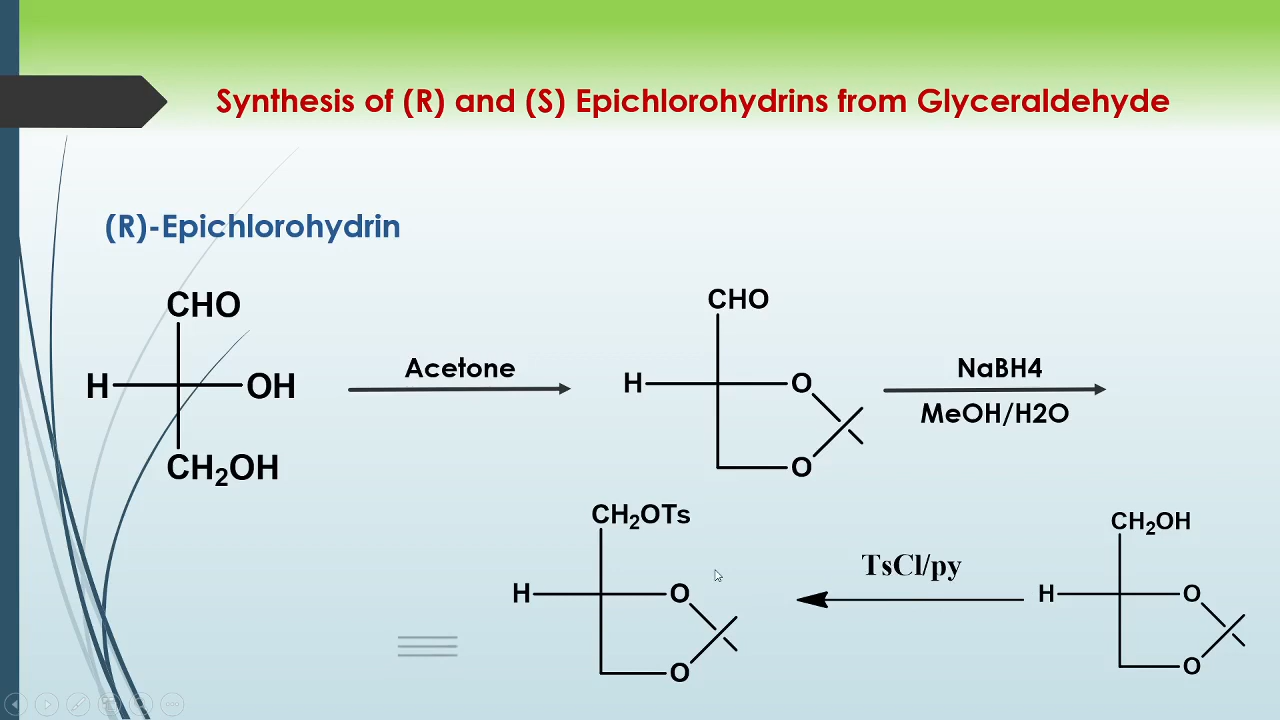 Synthesis of (R) and (S) Epichlorohydrins from Glyceraldehyde
(R)-Epichlorohydrin
CHO
H
OH
CH₂OH
Acetone
CHO
H
O
O
NaBH4
MeOH/H2O
CH₂OH
H
O
O
TsCl/py
CH₂OTs
H
O
O